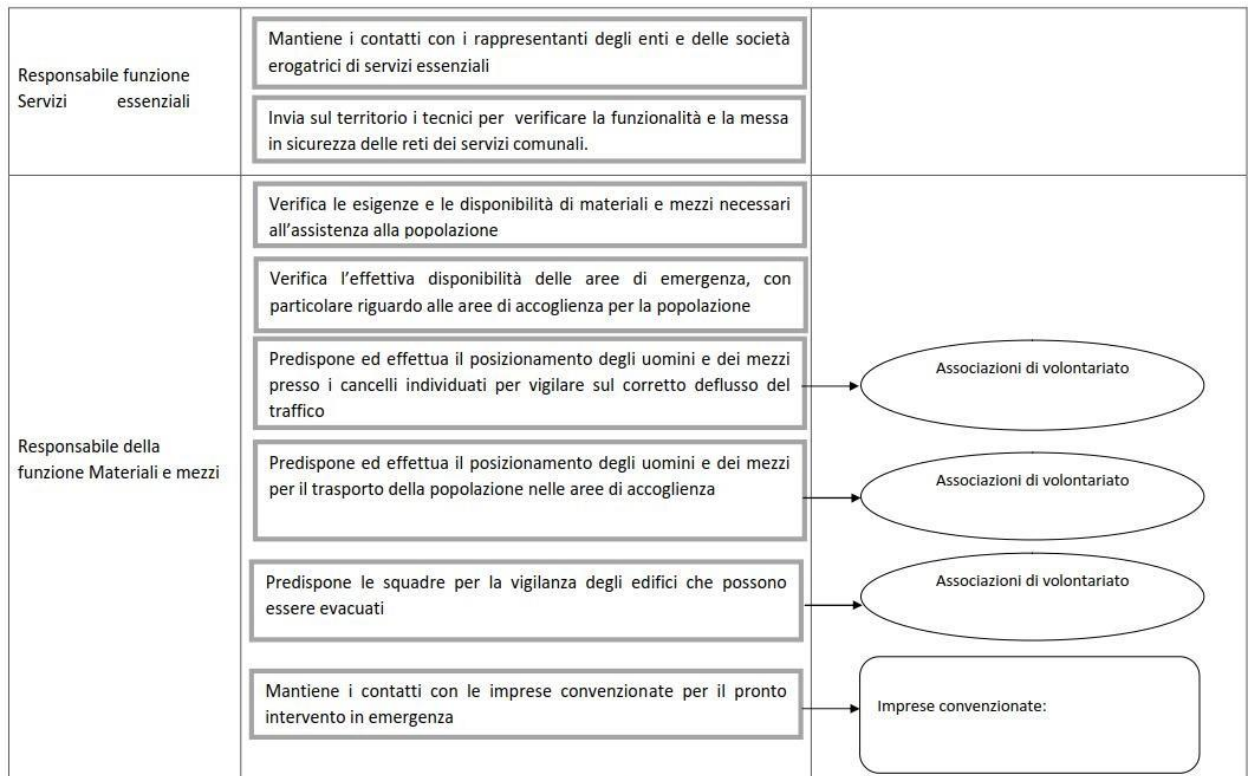 Responsabile funzione
Servizi essenziali
Mantiene i contatti con i rappresentanti degli enti e delle società
erogatrici di servizi essenziali
Invia sul territorio i tecnici per verificare la funzionalità e la messa
in sicurezza delle reti dei servizi comunali.
Responsabile della
funzione Materiali e mezzi
Verifica le esigenze e le disponibilità di materiali e mezzi necessari
all’assistenza alla popolazione
Verifica l’effettiva disponibilità delle aree di emergenza, con
particolare riguardo alle aree di accoglienza per la popolazione
Predispone ed effettua il posizionamento degli uomini e dei mezzi
presso i cancelli individuati per vigilare sul corretto deflusso del
traffico
Associazioni di volontariato
Predispone ed effettua il posizionamento degli uomini e dei mezzi
per il trasporto della popolazione nelle aree di accoglienza
Associazioni di volontariato
Predispone le squadre per la vigilanza degli edifici che possono
essere evacuati
Associazioni di volontariato
Mantiene i contatti con le imprese convenzionate per il pronto
intervento in emergenza
Imprese convenzionate: